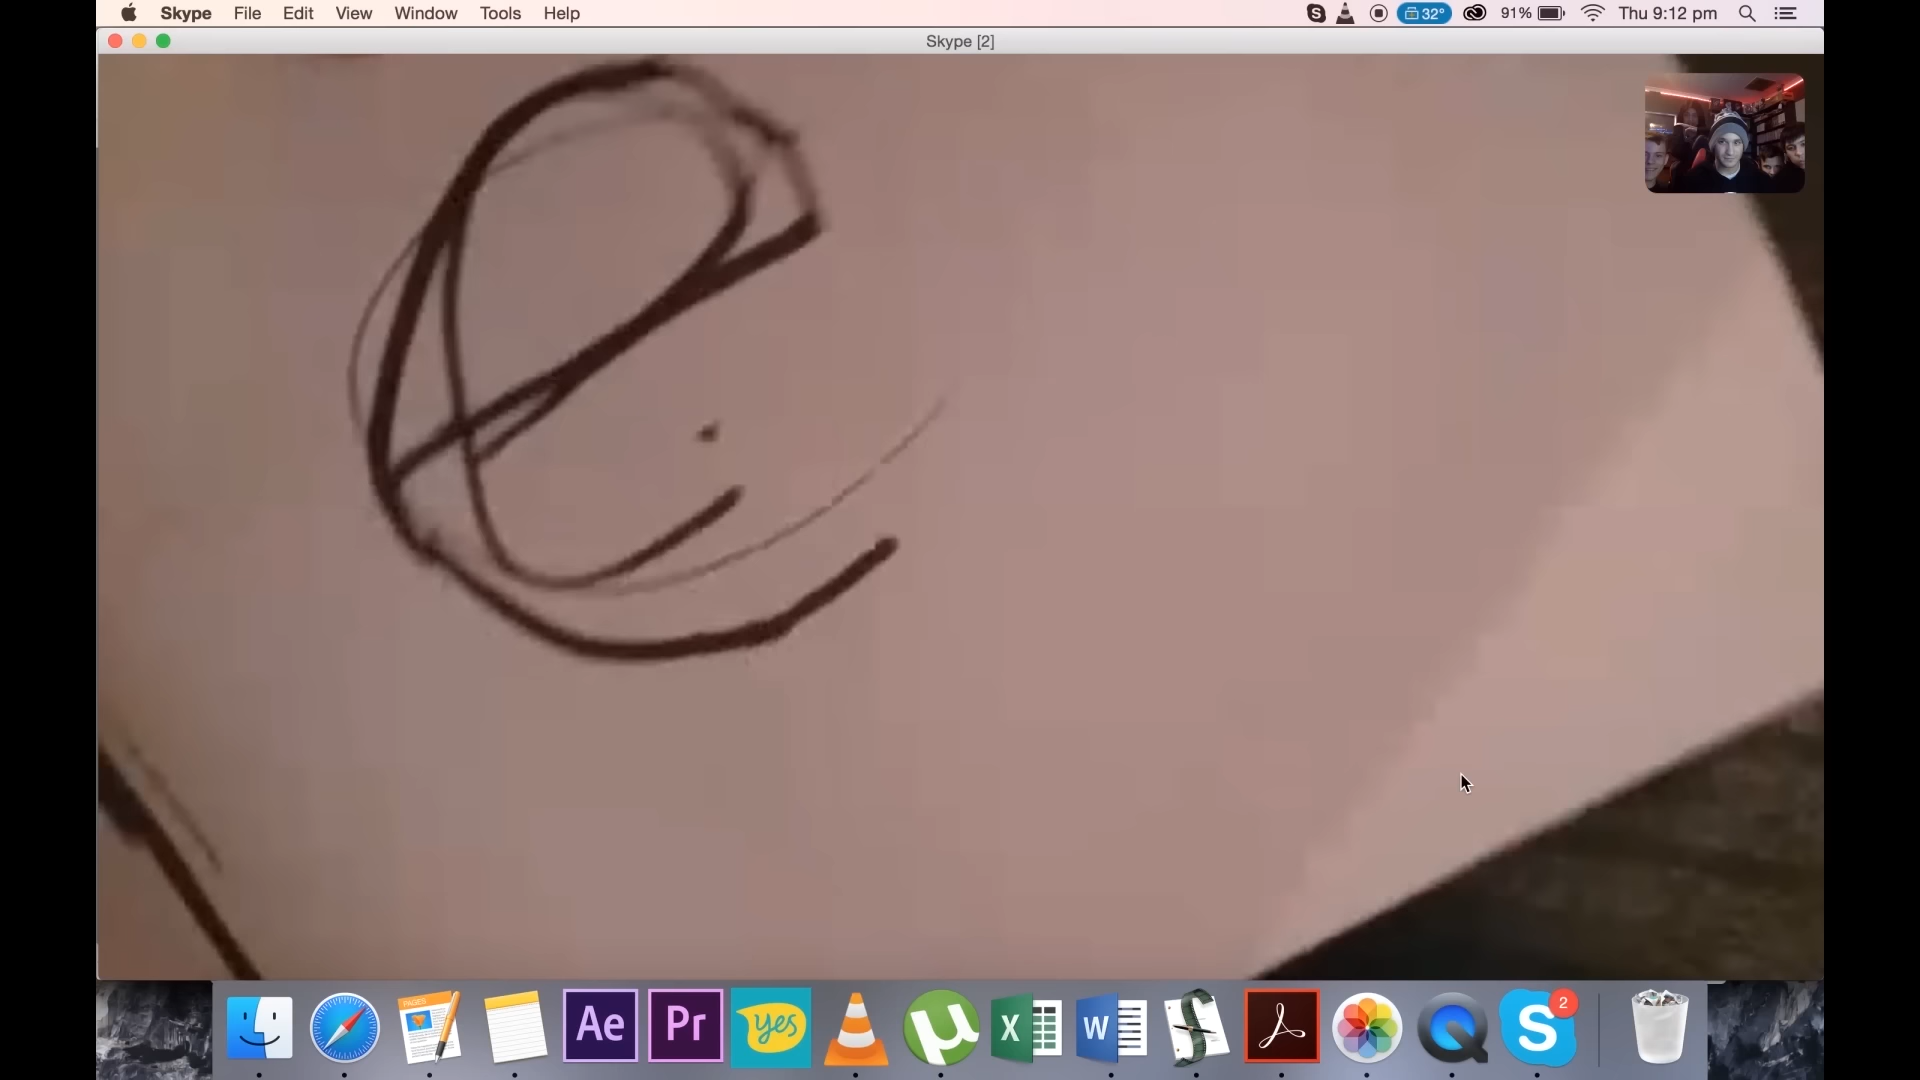 Skype File Edit View Window Tools Help S 32° 91% Thu 9:12 pm
Skype [2]
e
PAGES Ae Pr yes µ X W S 2